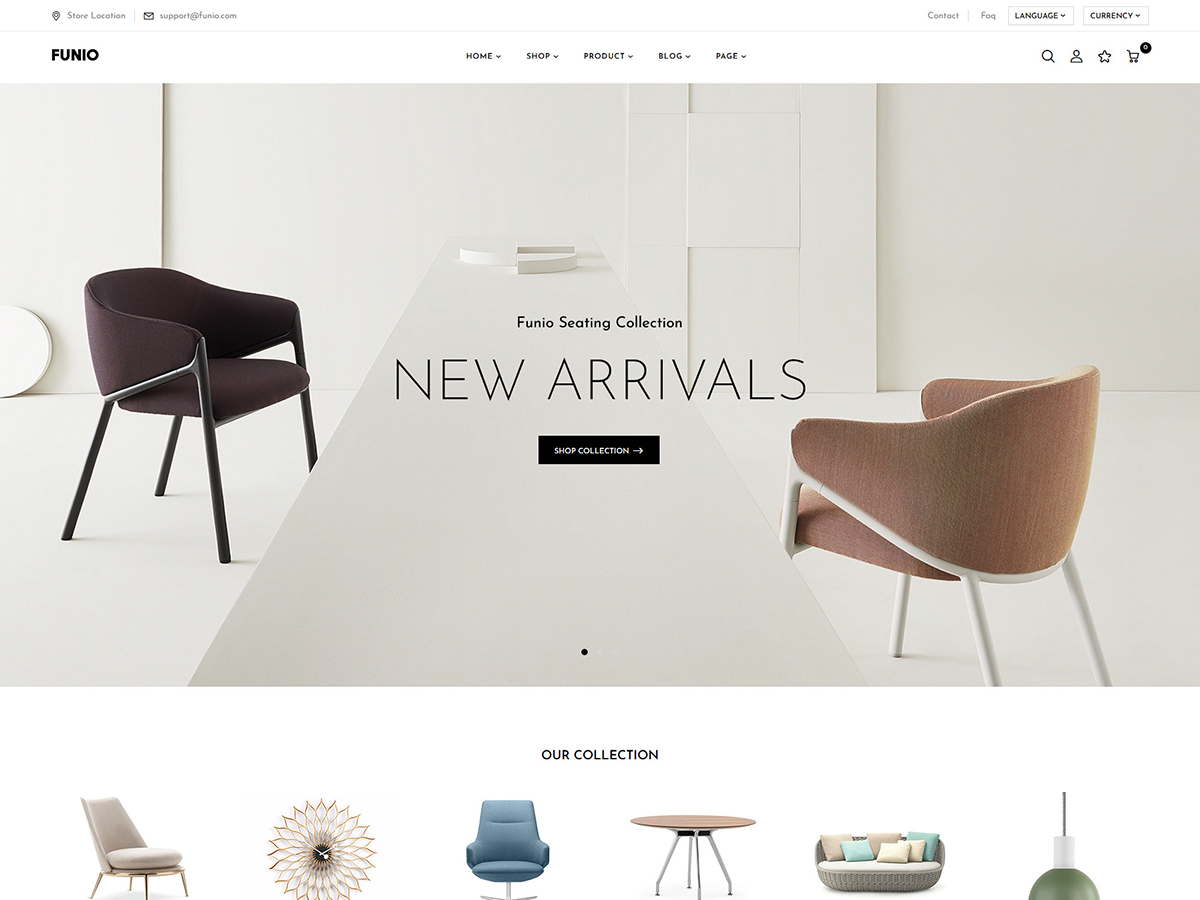 Store Location
support@funio.com
Contact
Faq
LANGUAGE
CURRENCY
FUNIO
HOME
SHOP
PRODUCT
BLOG
PAGE
0
Funio Seating Collection
NEW ARRIVALS
SHOP COLLECTION
OUR COLLECTION